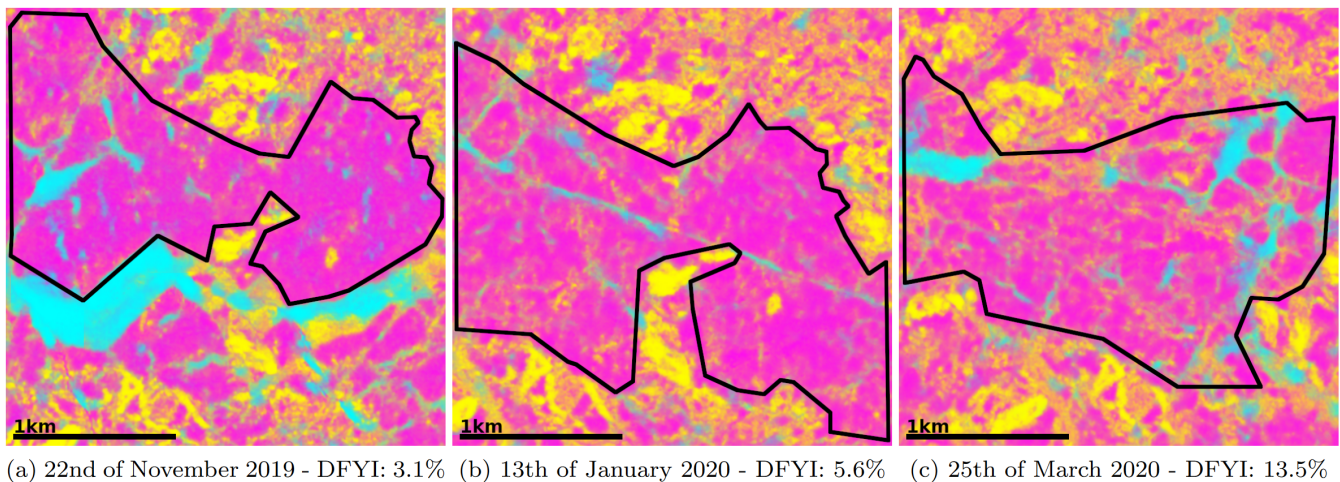 1km
1km
1km
(a) 22nd of November 2019 - DFYI: 3.1%
(b) 13th of January 2020 - DFYI: 5.6%
(c) 25th of March 2020 - DFYI: 13.5%